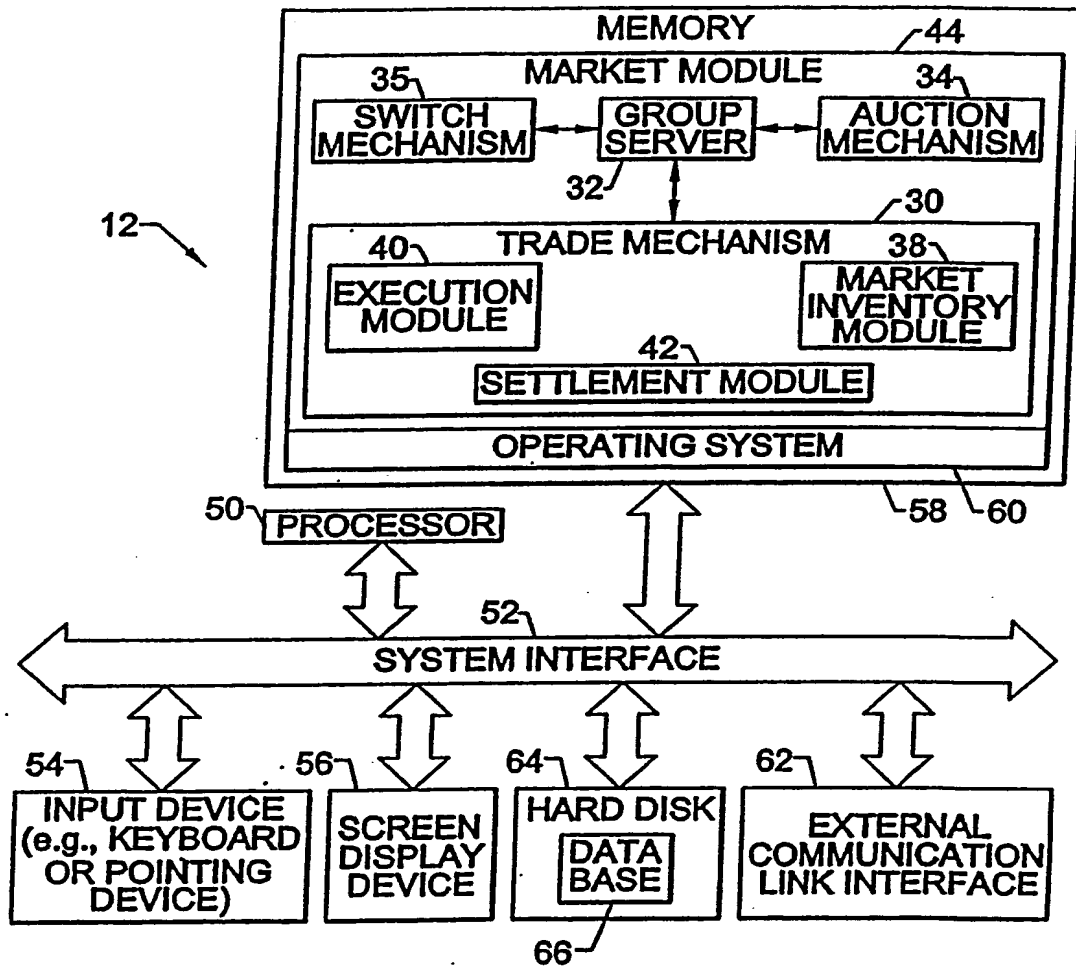 MEMORY
44
MARKET MODULE
35
SWITCH
MECHANISM
GROUP
SERVER
32
34
AUCTION
MECHANISM
12
30
TRADE MECHANISM
40
EXECUTION
MODULE
38
MARKET
INVENTORY
MODULE
42
SETTLEMENT MODULE
OPERATING SYSTEM
58
60
50
PROCESSOR
52
SYSTEM INTERFACE
54
INPUT DEVICE
(e.g., KEYBOARD
OR POINTING
DEVICE)
56
SCREEN
DISPLAY
DEVICE
64
HARD DISK
DATA
BASE
66
62
EXTERNAL
COMMUNICATION
LINK INTERFACE